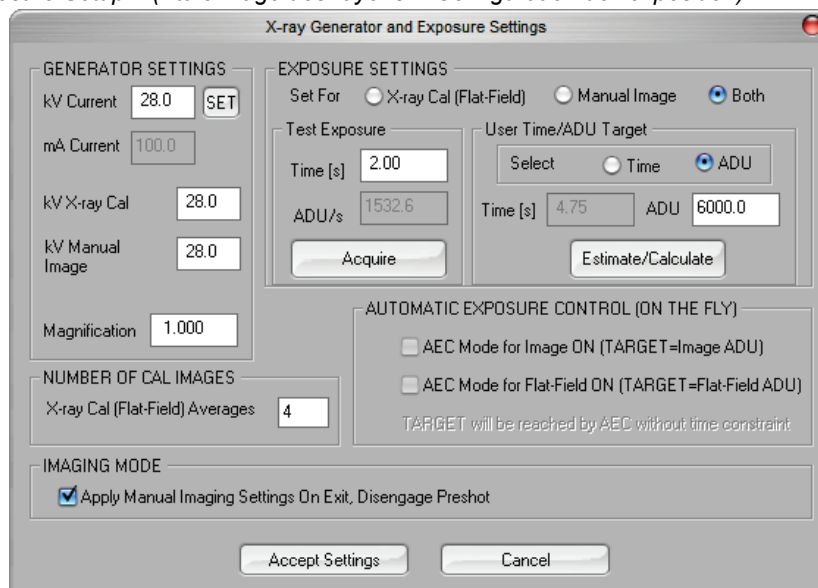 X-ray Generator and Exposure Settings
GENERATOR SETTINGS
kV Current 28.0 SET
mA Current 100.0
kV X-ray Cal 28.0
kV Manual
Image 28.0
Magnification 1.000
EXPOSURE SETTINGS
Set For X-ray Cal (Flat-Field) Manual Image Both
Test Exposure
Time [s] 2.00
ADU/s 1532.6
Acquire
User Time/ADU Target
Select Time ADU
Time [s] 4.75 ADU 6000.0
Estimate/Calculate
AUTOMATIC EXPOSURE CONTROL (ON THE FLY)
AEC Mode for Image ON (TARGET=Image ADU)
AEC Mode for Flat-Field ON (TARGET=Flat-Field ADU)
TARGET will be reached by AEC without time constraint
NUMBER OF CAL IMAGES
X-ray Cal (Flat-Field) Averages 4
IMAGING MODE
Apply Manual Imaging Settings On Exit, Disengage Preshot
Accept Settings Cancel